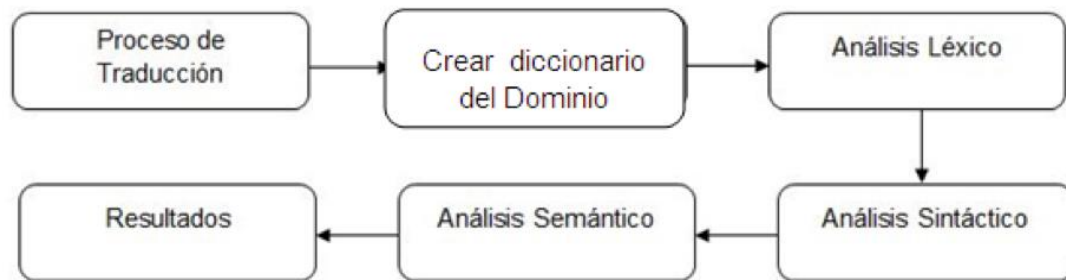 Proceso de
Traducción
Crear diccionario
del Dominio
Análisis Léxico
Análisis Sintáctico
Análisis Semántico
Resultados